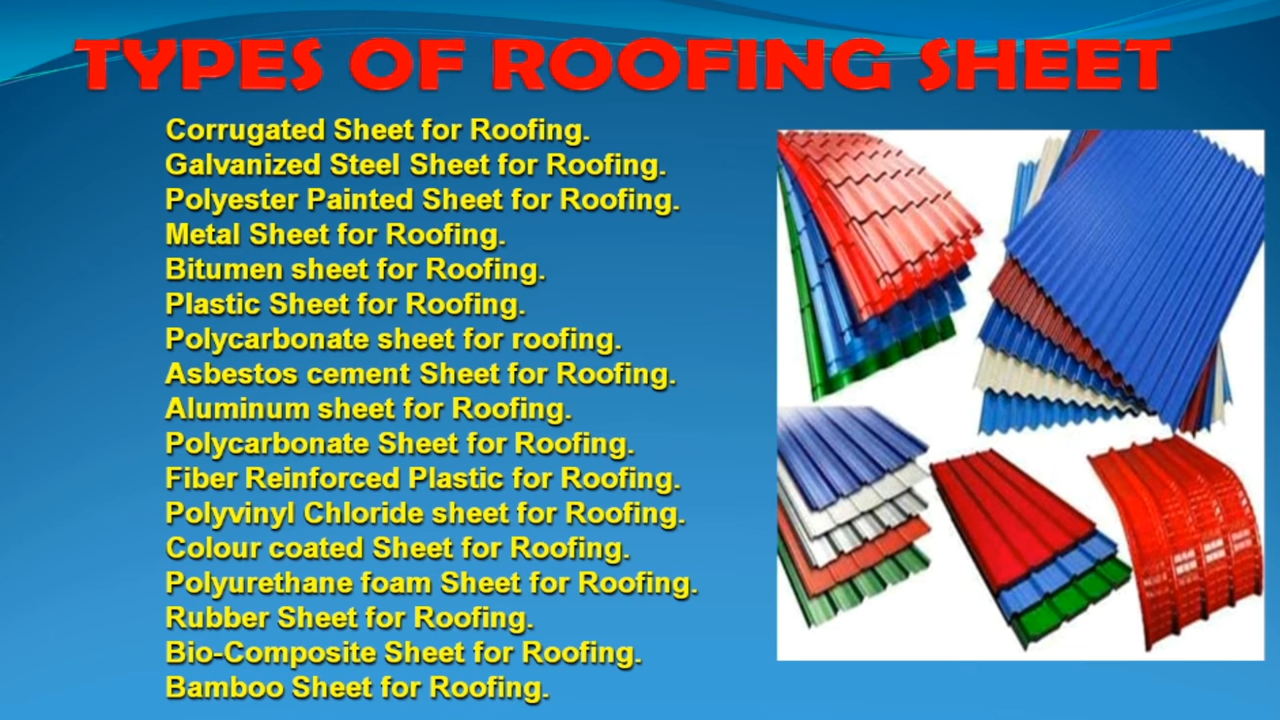 TYPES OF ROOFING SHEET
Corrugated Sheet for Roofing.
Galvanized Steel Sheet for Roofing.
Polyester Painted Sheet for Roofing.
Metal Sheet for Roofing.
Bitumen sheet for Roofing.
Plastic Sheet for Roofing.
Polycarbonate sheet for roofing.
Asbestos cement Sheet for Roofing.
Aluminum sheet for Roofing.
Polycarbonate Sheet for Roofing.
Fiber Reinforced Plastic for Roofing.
Polyvinyl Chloride sheet for Roofing.
Colour coated Sheet for Roofing.
Polyurethane foam Sheet for Roofing.
Rubber Sheet for Roofing.
Bio-Composite Sheet for Roofing.
Bamboo Sheet for Roofing.